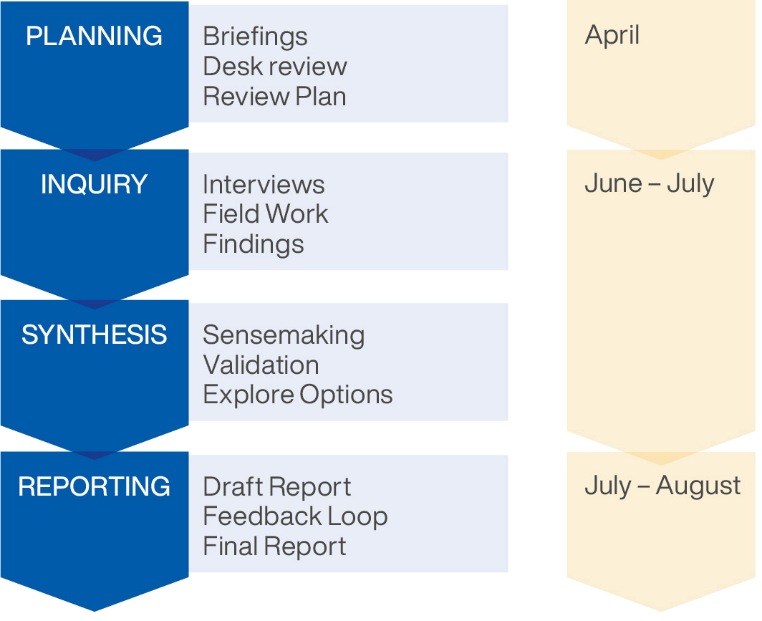 PLANNING
Briefings
Desk review
Review Plan
April
INQUIRY
Interviews
Field Work
Findings
June – July
SYNTHESIS
Sensemaking
Validation
Explore Options
REPORTING
Draft Report
Feedback Loop
Final Report
July – August